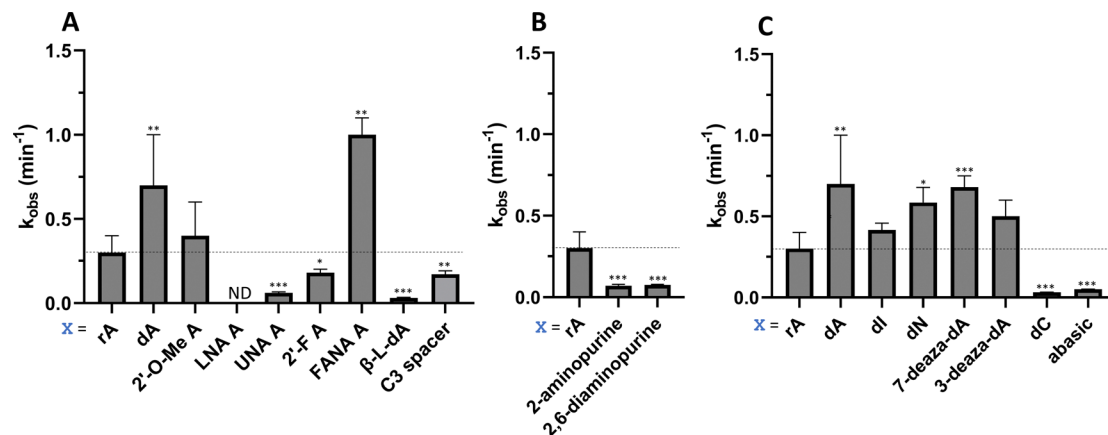 A
k_obs (min⁻¹)
1.5
1.0
0.5
0.0
**
ND
***
*
**
***
**
X =
rA
dA
2'-O-Me A
LNA A
UNA A
2'-F A
FANA A
β-L-dA
C3 spacer
B
k_obs (min⁻¹)
1.5
1.0
0.5
0.0
***
***
X =
rA
2-aminopurine
2,6-diaminopurine
C
k_obs (min⁻¹)
1.5
1.0
0.5
0.0
**
*
***
***
***
X =
rA
dA
dI
dN
7-deaza-dA
3-deaza-dA
dC
abasic